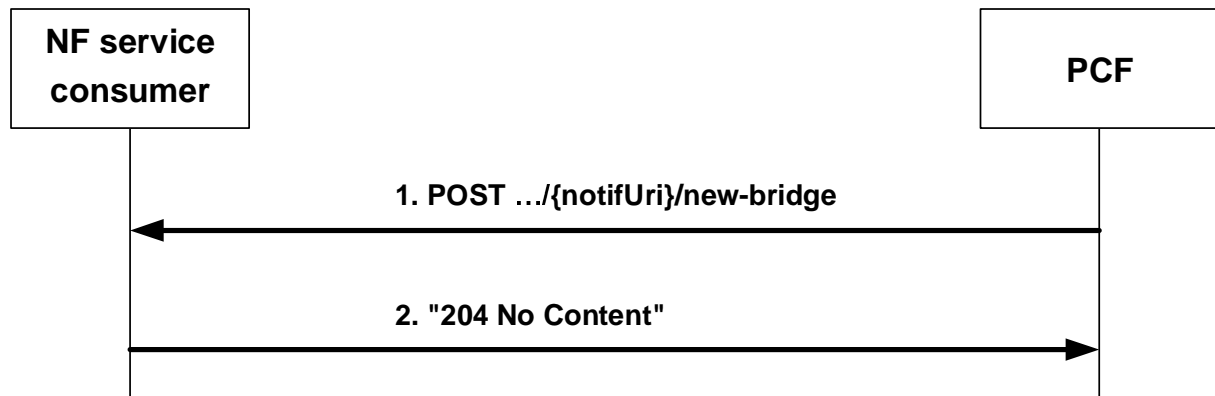 NF service
consumer
PCF
1. POST …/{notifUri}/new-bridge
2. "204 No Content"